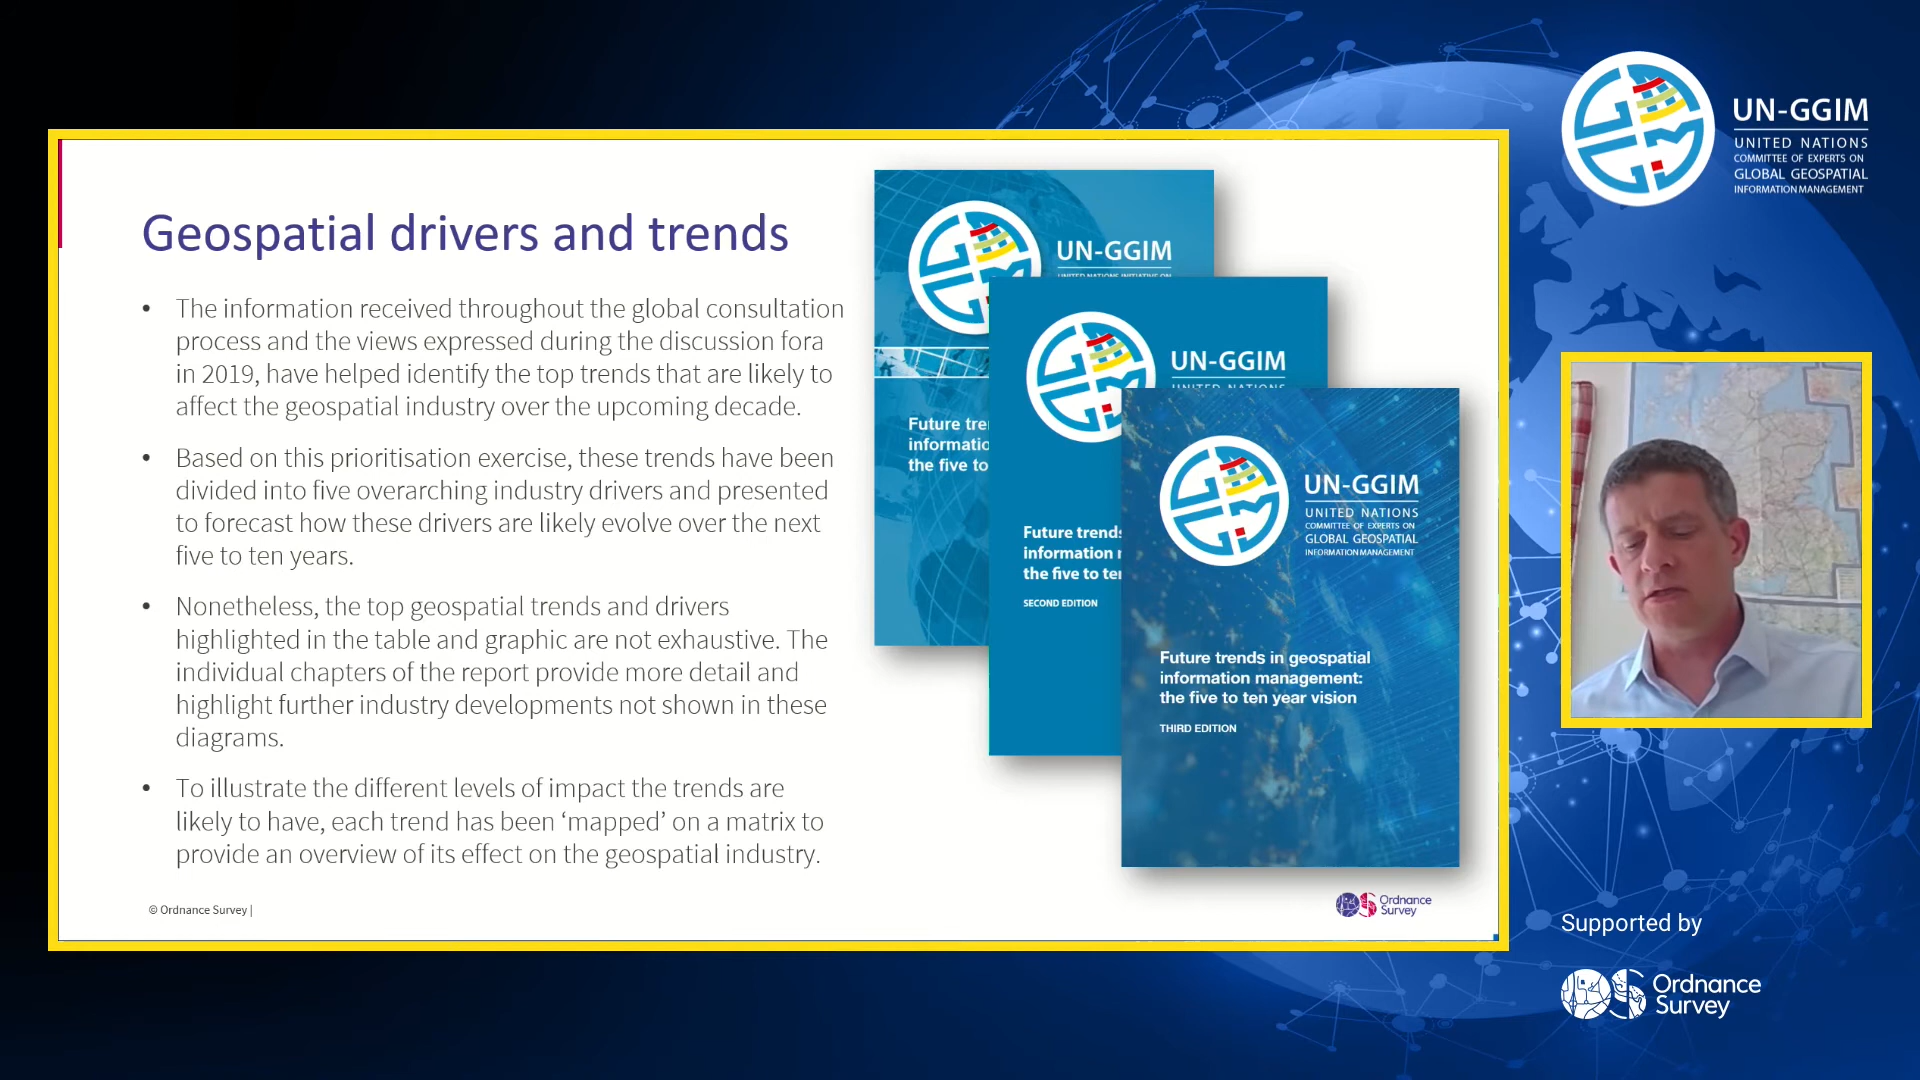 Geospatial drivers and trends
• The information received throughout the global consultation
process and the views expressed during the discussion fora
in 2019, have helped identify the top trends that are likely to
affect the geospatial industry over the upcoming decade.
• Based on this prioritisation exercise, these trends have been
divided into five overarching industry drivers and presented
to forecast how these drivers are likely evolve over the next
five to ten years.
• Nonetheless, the top geospatial trends and drivers
highlighted in the table and graphic are not exhaustive. The
individual chapters of the report provide more detail and
highlight further industry developments not shown in these
diagrams.
• To illustrate the different levels of impact the trends are
likely to have, each trend has been ‘mapped’ on a matrix to
provide an overview of its effect on the geospatial industry.
© Ordnance Survey |
UN-GGIM
UNITED NATIONS INITIATIVE ON
Future tre
informatio
the five to
UN-GGIM
UNITED NATIONS
Future trends
information
the five to te
SECOND EDITION
UN-GGIM
UNITED NATIONS
COMMITTEE OF EXPERTS ON
GLOBAL GEOSPATIAL
INFORMATION MANAGEMENT
Future trends in geospatial
information management:
the five to ten year vision
THIRD EDITION
Ordnance
Survey
UN-GGIM
UNITED NATIONS
COMMITTEE OF EXPERTS ON
GLOBAL GEOSPATIAL
INFORMATION MANAGEMENT
Supported by
Ordnance
Survey